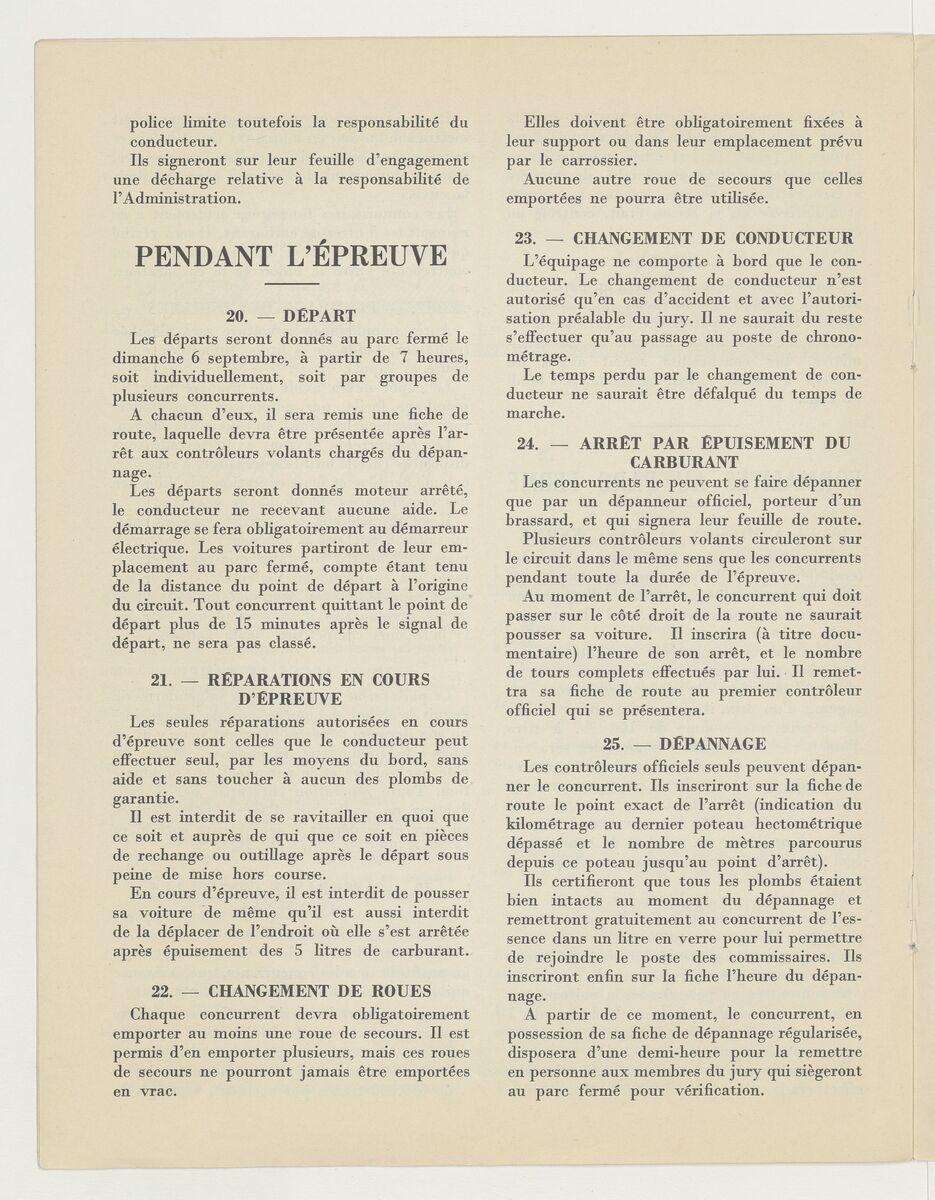 police limite toutefois la responsabilité du
conducteur.
Ils signeront sur leur feuille d'engagement
une décharge relative à la responsabilité de
l'Administration.
PENDANT L'ÉPREUVE
20. — DÉPART
Les départs seront donnés au parc fermé le
dimanche 6 septembre, à partir de 7 heures,
soit individuellement, soit par groupes de
plusieurs concurrents.
A chacun d'eux, il sera remis une fiche de
route, laquelle devra être présentée après l'ar-
rêt aux contrôleurs volants chargés du dépan-
nage.
Les départs seront donnés moteur arrêté,
le conducteur ne recevant aucune aide. Le
démarrage se fera obligatoirement au démarreur
électrique. Les voitures partiront de leur em-
placement au parc fermé, compte étant tenu
de la distance du point de départ à l'origine
du circuit. Tout concurrent quittant le point de
départ plus de 15 minutes après le signal de
départ, ne sera pas classé.
21. — RÉPARATIONS EN COURS
D'ÉPREUVE
Les seules réparations autorisées en cours
d'épreuve sont celles que le conducteur peut
effectuer seul, par les moyens du bord, sans
aide et sans toucher à aucun des plombs de
garantie.
Il est interdit de se ravitailler en quoi que
ce soit et auprès de qui que ce soit en pièces
de rechange ou outillage après le départ sous
peine de mise hors course.
En cours d'épreuve, il est interdit de pousser
sa voiture de même qu'il est aussi interdit
de la déplacer de l'endroit où elle s'est arrêtée
après épuisement des 5 litres de carburant.
22. — CHANGEMENT DE ROUES
Chaque concurrent devra obligatoirement
emporter au moins une roue de secours. Il est
permis d'en emporter plusieurs, mais ces roues
de secours ne pourront jamais être emportées
en vrac.
Elles doivent être obligatoirement fixées à
leur support ou dans leur emplacement prévu
par le carrossier.
Aucune autre roue de secours que celles
emportées ne pourra être utilisée.
23. — CHANGEMENT DE CONDUCTEUR
L'équipage ne comporte à bord que le con-
ducteur. Le changement de conducteur n'est
autorisé qu'en cas d'accident et avec l'autori-
sation préalable du jury. Il ne saurait du reste
s'effectuer qu'au passage au poste de chrono-
métrage.
Le temps perdu par le changement de con-
ducteur ne saurait être défalqué du temps de
marche.
24. — ARRÊT PAR ÉPUISEMENT DU
CARBURANT
Les concurrents ne peuvent se faire dépanner
que par un dépanneur officiel, porteur d'un
brassard, et qui signera leur feuille de route.
Plusieurs contrôleurs volants circuleront sur
le circuit dans le même sens que les concurrents
pendant toute la durée de l'épreuve.
Au moment de l'arrêt, le concurrent qui doit
passer sur le côté droit de la route ne saurait
pousser sa voiture. Il inscrira (à titre docu-
mentaire) l'heure de son arrêt, et le nombre
de tours complets effectués par lui. Il remet-
tra sa fiche de route au premier contrôleur
officiel qui se présentera.
25. — DÉPANNAGE
Les contrôleurs officiels seuls peuvent dépan-
ner le concurrent. Ils inscriront sur la fiche de
route le point exact de l'arrêt (indication du
kilométrage au dernier poteau hectométrique
dépassé et le nombre de mètres parcourus
depuis ce poteau jusqu'au point d'arrêt).
Ils certifieront que tous les plombs étaient
bien intacts au moment du dépannage et
remettront gratuitement au concurrent de l'es-
sence dans un litre en verre pour lui permettre
de rejoindre le poste des commissaires. Ils
inscriront enfin sur la fiche l'heure du dépan-
nage.
A partir de ce moment, le concurrent, en
possession de sa fiche de dépannage régularisée,
disposera d'une demi-heure pour la remettre
en personne aux membres du jury qui siègeront
au parc fermé pour vérification.